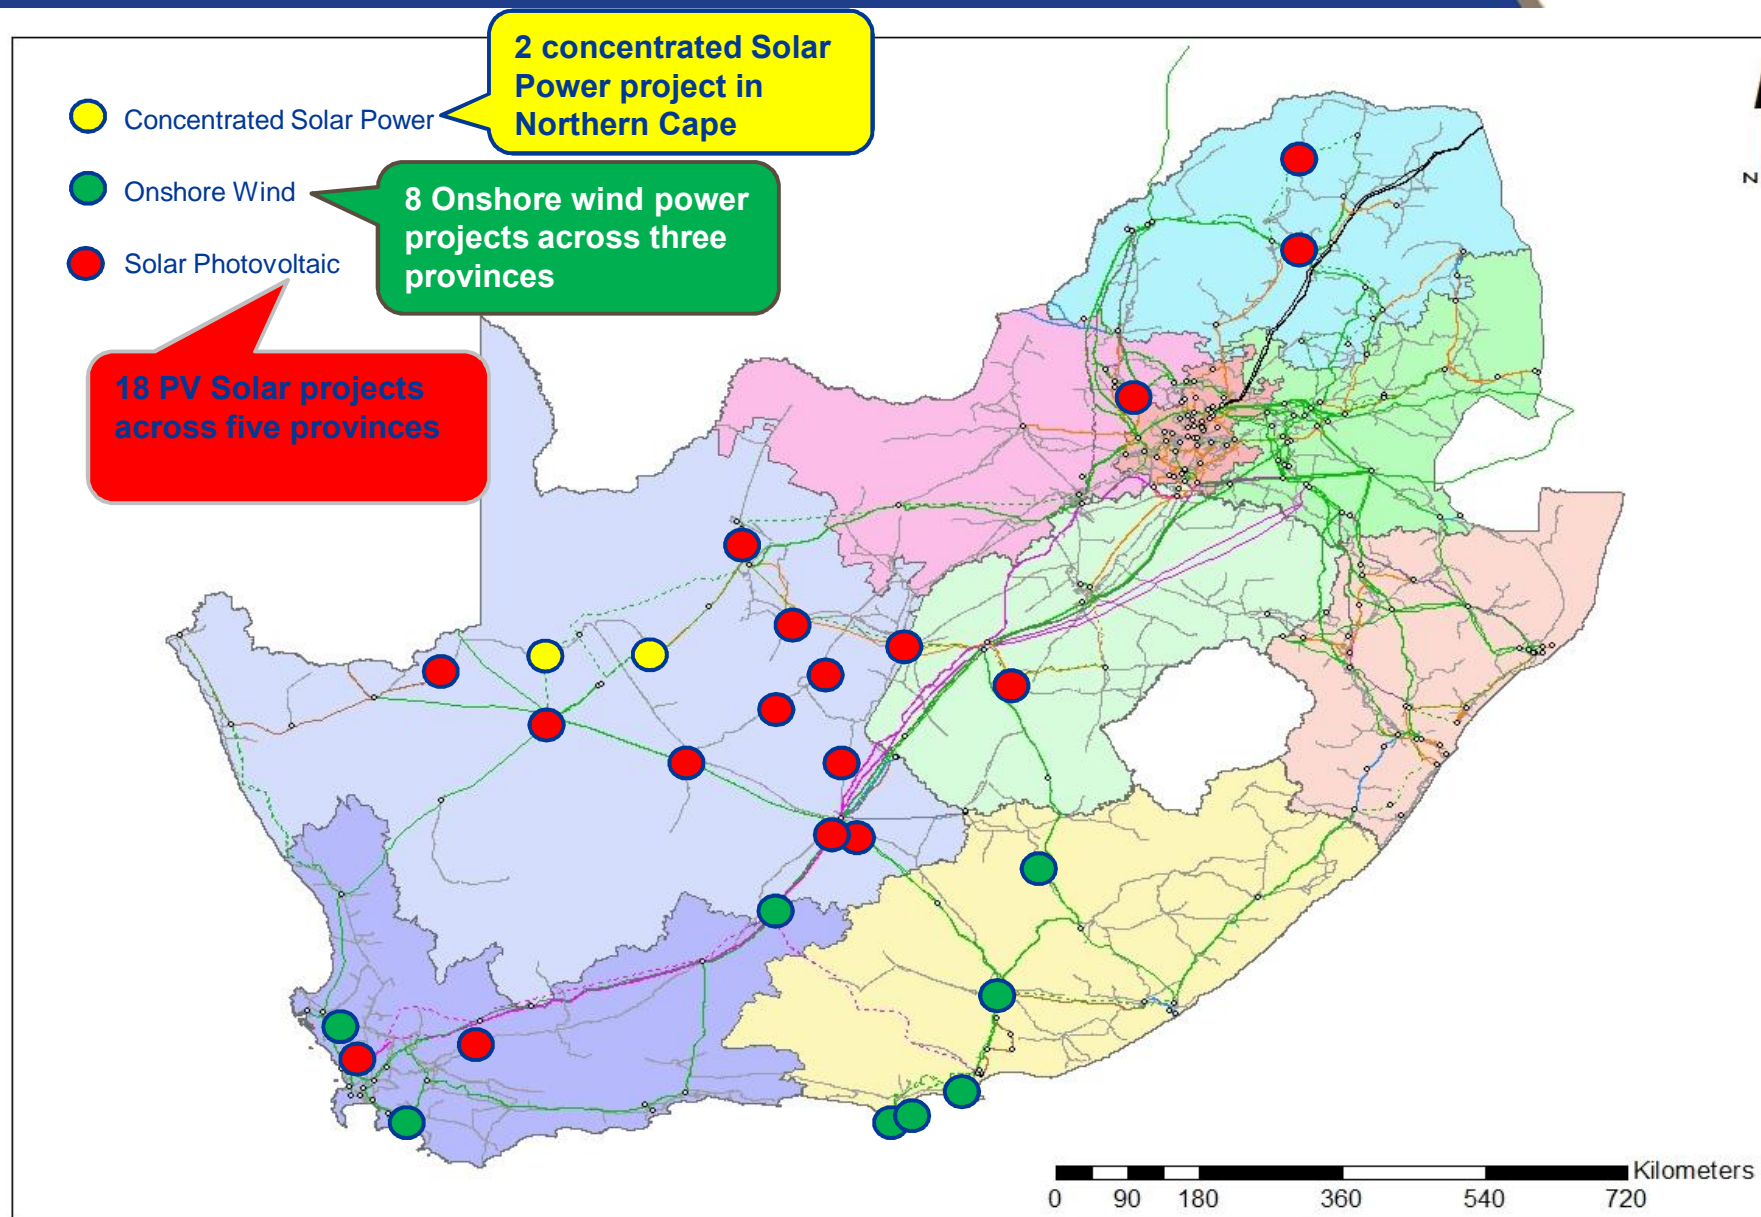 2 concentrated Solar
Power project in
Northern Cape
Concentrated Solar Power
Onshore Wind
8 Onshore wind power
projects across three
provinces
Solar Photovoltaic
18 PV Solar projects
across five provinces
N
Kilometers
0 90 180 360 540 720